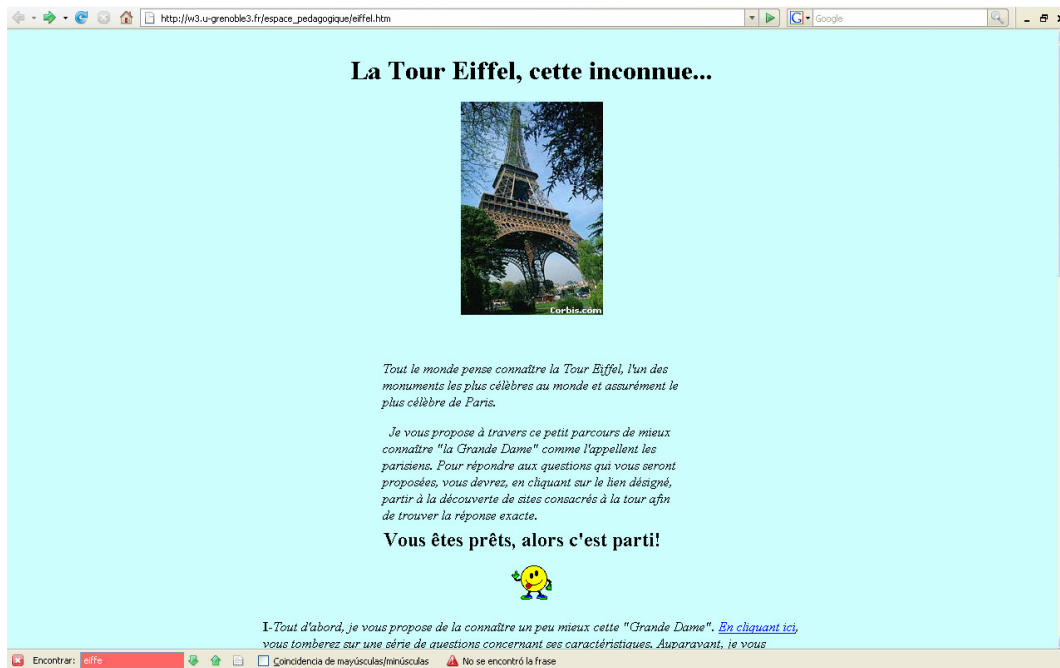 http://w3.u-grenoble3.fr/espace_pedagogique/eiffel.htm
Google
La Tour Eiffel, cette inconnue...
Corbis.com
Tout le monde pense connaître la Tour Eiffel, l'un des
monuments les plus célèbres au monde et assurément le
plus célèbre de Paris.
Je vous propose à travers ce petit parcours de mieux
connaître "la Grande Dame" comme l'appellent les
parisiens. Pour répondre aux questions qui vous seront
proposées, vous devrez, en cliquant sur le lien désigné,
partir à la découverte de sites consacrés à la tour afin
de trouver la réponse exacte.
Vous êtes prêts, alors c'est parti!
I-Tout d'abord, je vous propose de la connaître un peu mieux cette "Grande Dame". En cliquant ici,
vous tomberez sur une série de questions concernant ses caractéristiques. Auparavant, je vous
Encontrar: eiffe Coincidencia de mayúsculas/minúsculas No se encontró la frase